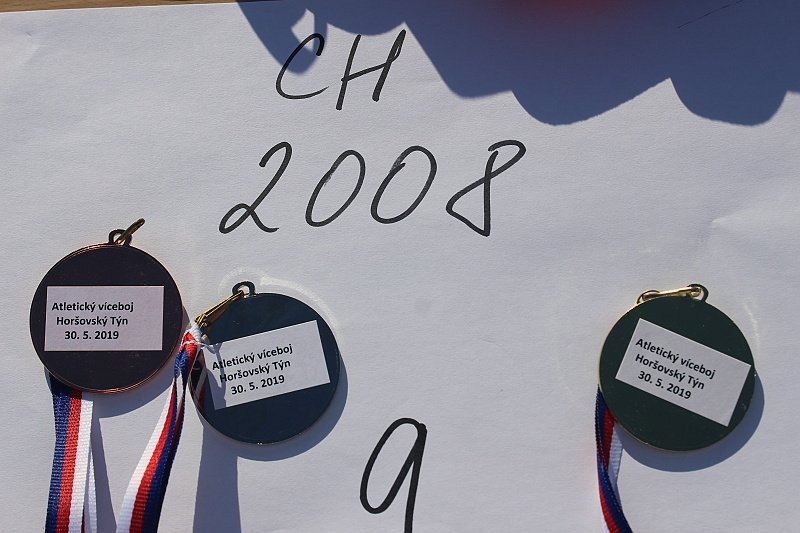 CH
2008
Atletický víceboj
Horšovský Týn
30. 5. 2019
Atletický víceboj
Horšovský Týn
30. 5. 2019
Atletický víceboj
Horšovský Týn
30. 5. 2019
9